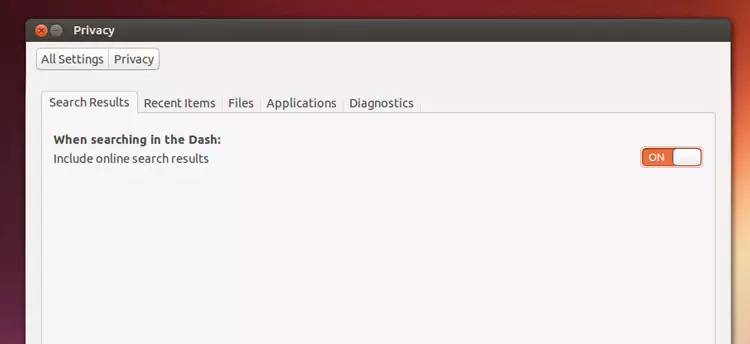 Privacy
All Settings Privacy
Search Results Recent Items Files Applications Diagnostics
When searching in the Dash:
Include online search results ON